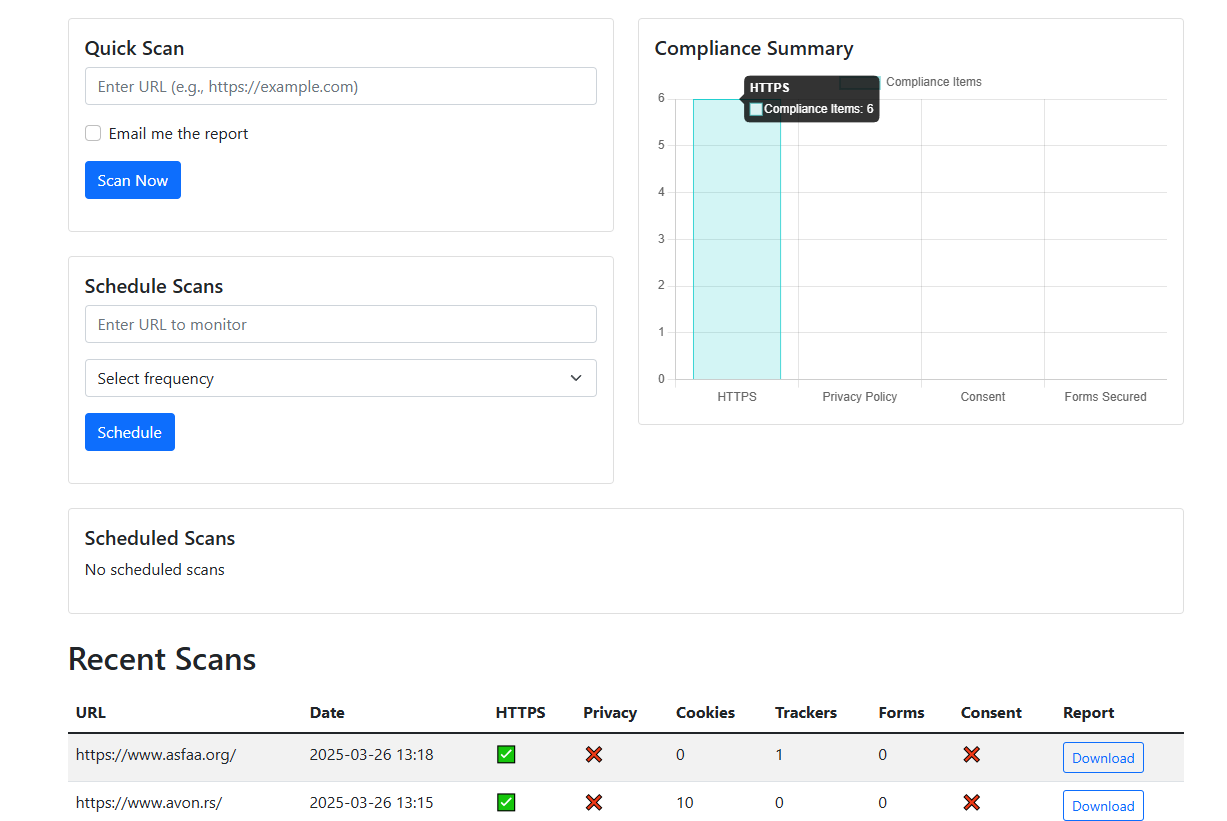 Quick Scan
Enter URL (e.g., https://example.com)
Email me the report
Scan Now
Schedule Scans
Enter URL to monitor
Select frequency
Schedule
Compliance Summary
Compliance Items
HTTPS
Compliance Items: 6
6
5
4
3
2
1
0
HTTPS Privacy Policy Consent Forms Secured
Scheduled Scans
No scheduled scans
Recent Scans
URL Date HTTPS Privacy Cookies Trackers Forms Consent Report
https://www.asfaa.org/ 2025-03-26 13:18 ✅ ❌ 0 1 0 ❌ Download
https://www.avon.rs/ 2025-03-26 13:15 ✅ ❌ 10 0 0 ❌ Download